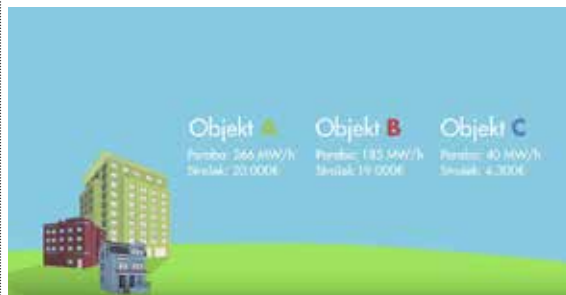 Objekt A
Poraba: 266 MW/h
Strošek: 20.000€
Objekt B
Poraba: 185 MW/h
Strošek: 19.000€
Objekt C
Poraba: 40 MW/h
Strošek: 4.300€